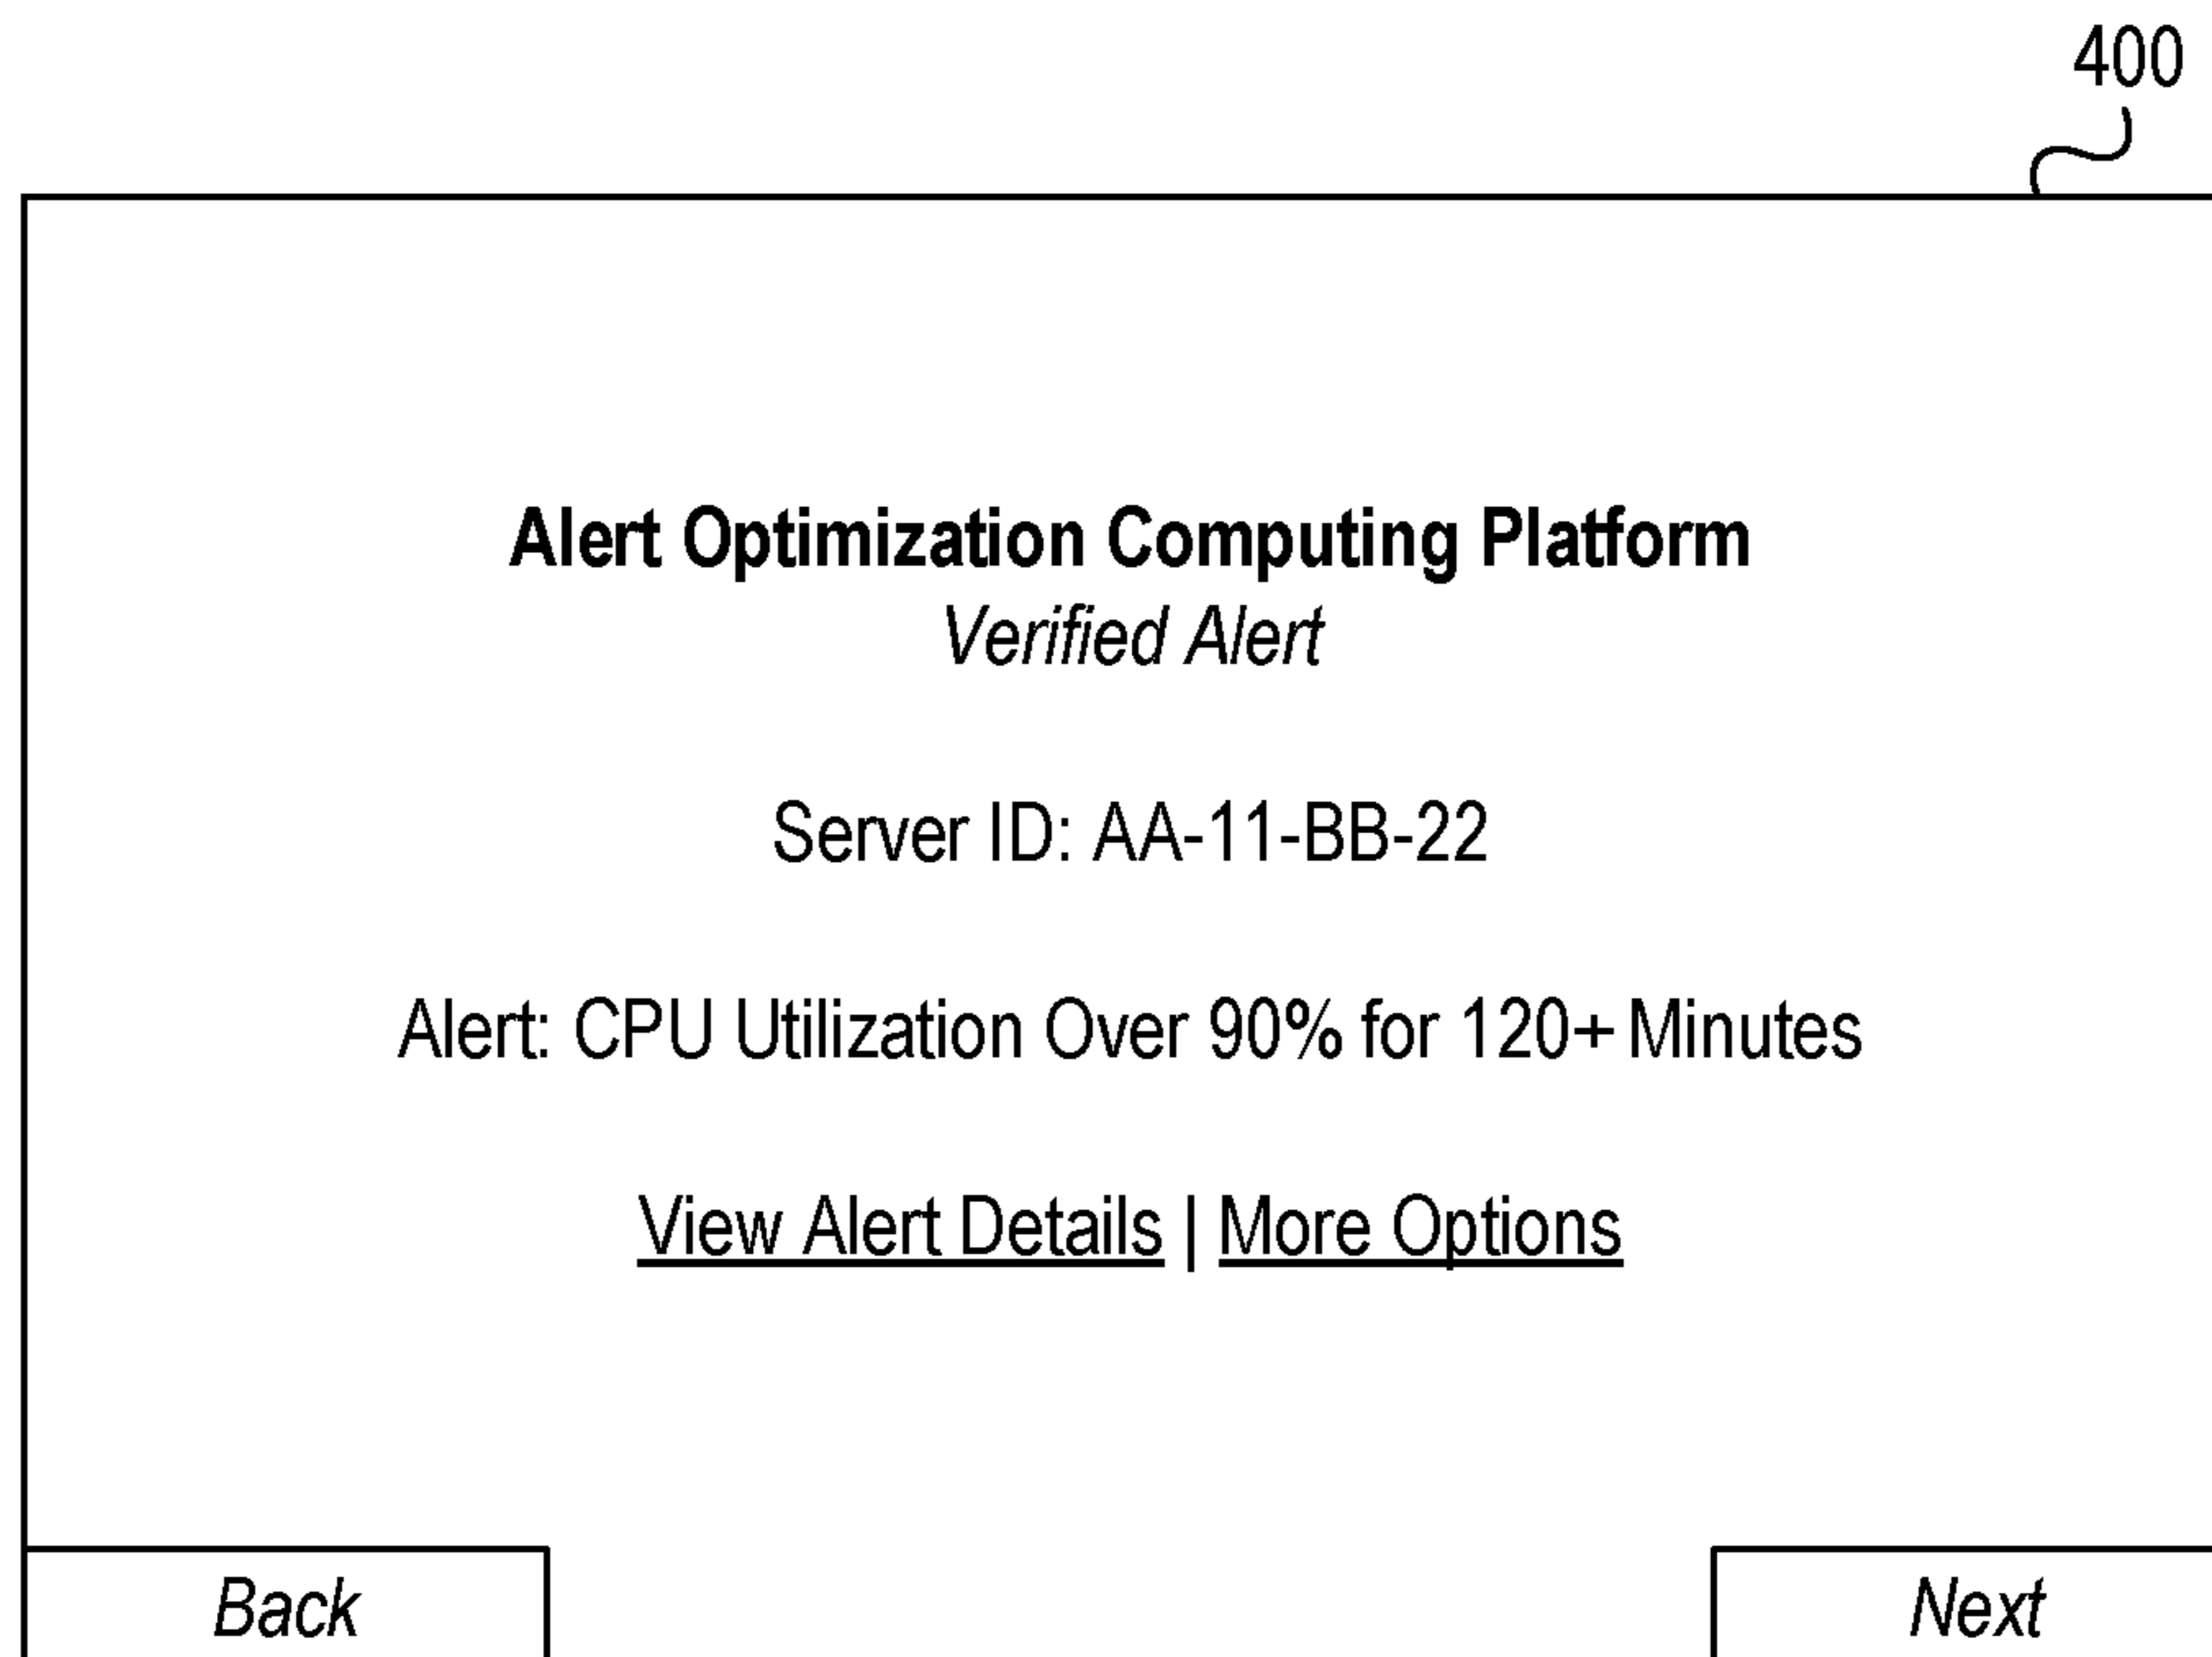 400
Alert Optimization Computing Platform
Verified Alert
Server ID: AA-11-BB-22
Alert: CPU Utilization Over 90% for 120+ Minutes
View Alert Details | More Options
Back
Next